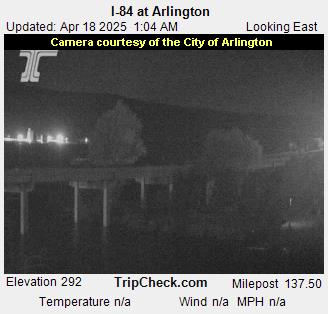 I-84 at Arlington
Updated: Apr 18 2025 1:04 AM Looking East
Camera courtesy of the City of Arlington
Elevation 292 TripCheck.com Milepost 137.50
Temperature n/a Wind n/a MPH n/a